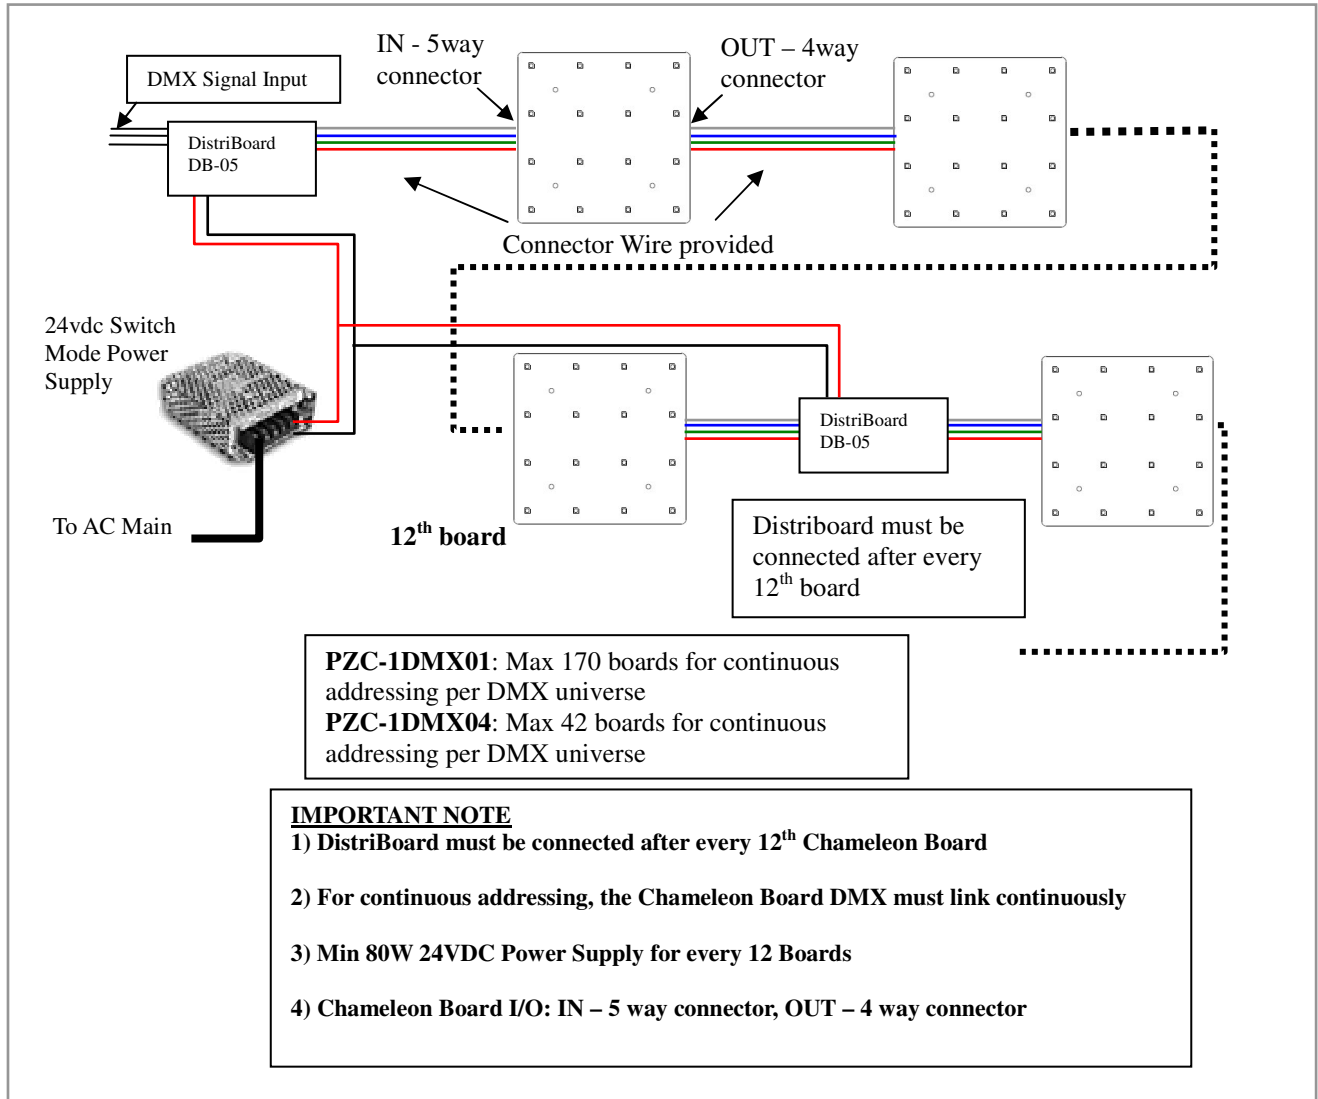 IN - 5way
connector
OUT – 4way
connector
DMX Signal Input
DistriBoard
DB-05
Connector Wire provided
24vdc Switch
Mode Power
Supply
DistriBoard
DB-05
To AC Main
12th board
Distriboard must be
connected after every
12th board
PZC-1DMX01: Max 170 boards for continuous
addressing per DMX universe
PZC-1DMX04: Max 42 boards for continuous
addressing per DMX universe
IMPORTANT NOTE
1) DistriBoard must be connected after every 12th Chameleon Board
2) For continuous addressing, the Chameleon Board DMX must link continuously
3) Min 80W 24VDC Power Supply for every 12 Boards
4) Chameleon Board I/O: IN – 5 way connector, OUT – 4 way connector